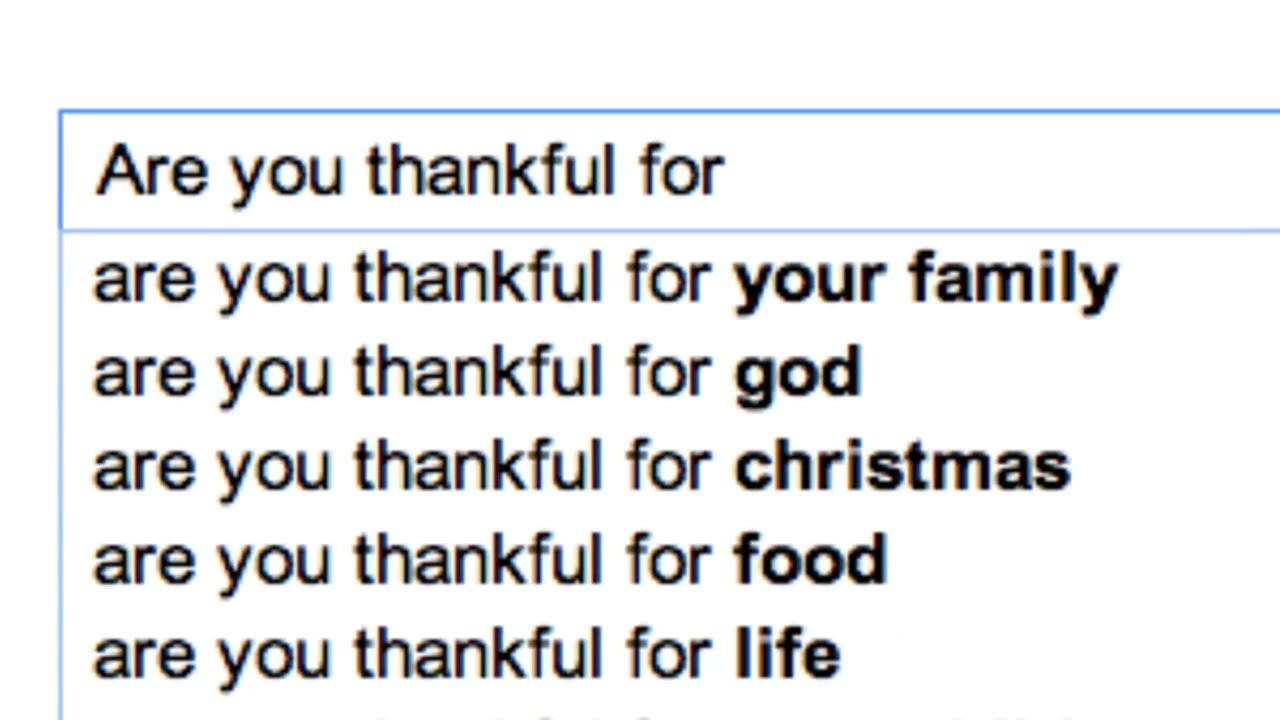 Are you thankful for
are you thankful for your family
are you thankful for god
are you thankful for christmas
are you thankful for food
are you thankful for life